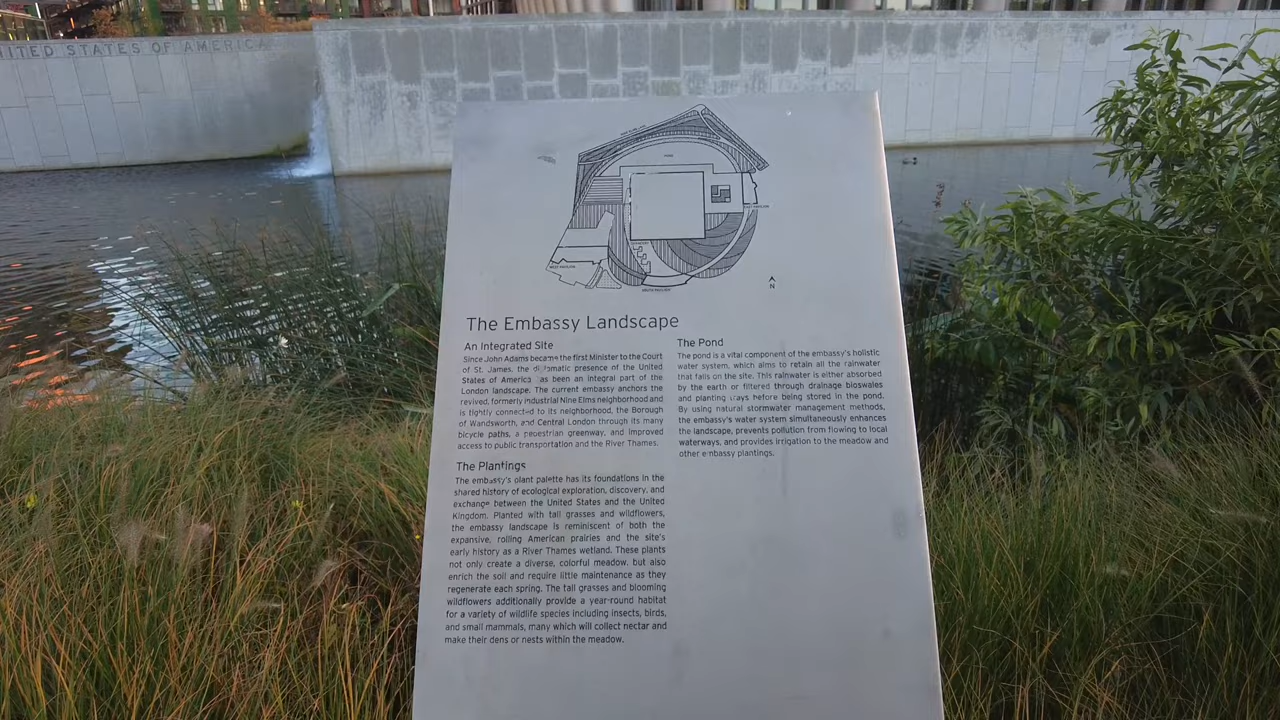 UNITED STATES OF AMERICA
POND
EAST PAVILION
WEST PAVILION
SOUTH PAVILION
N
The Embassy Landscape
An Integrated Site
Since John Adams became the first Minister to the Court
of St. James, the diplomatic presence of the United
States of America has been an integral part of the
London landscape. The current embassy anchors the
revived, formerly industrial Nine Elms neighborhood and
is tightly connected to its neighborhood, the Borough
of Wandsworth, and Central London through its many
bicycle paths, a pedestrian greenway, and improved
access to public transportation and the River Thames.
The Plantings
The embassy's plant palette has its foundations in the
shared history of ecological exploration, discovery, and
exchange between the United States and the United
Kingdom. Planted with tall grasses and wildflowers,
the embassy landscape is reminiscent of both the
expansive, rolling American prairies and the site's
early history as a River Thames wetland. These plants
not only create a diverse, colorful meadow, but also
enrich the soil and require little maintenance as they
regenerate each spring. The tall grasses and blooming
wildflowers additionally provide a year-round habitat
for a variety of wildlife species including insects, birds,
and small mammals, many which will collect nectar and
make their dens or nests within the meadow.
The Pond
The pond is a vital component of the embassy's holistic
water system, which aims to retain all the rainwater
that falls on the site. This rainwater is either absorbed
by the earth or filtered through drainage bioswales
and planting trays before being stored in the pond.
By using natural stormwater management methods,
the embassy's water system simultaneously enhances
the landscape, prevents pollution from flowing to local
waterways, and provides irrigation to the meadow and
other embassy plantings.